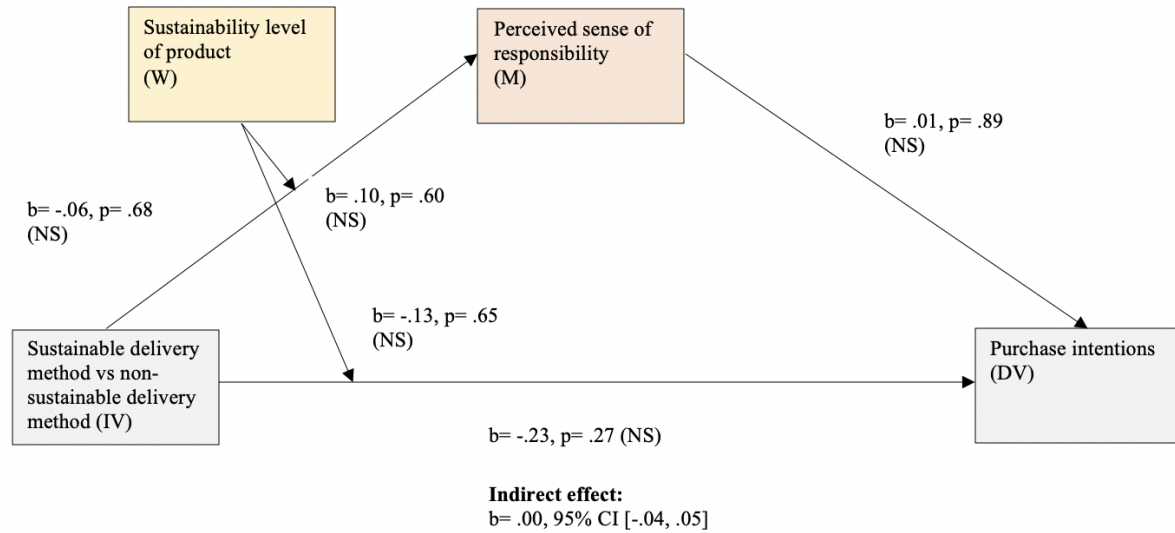 Sustainability level
of product
(W)
Perceived sense of
responsibility
(M)
b= .01, p= .89
(NS)
b= -.06, p= .68
(NS)
b= .10, p= .60
(NS)
b= -.13, p= .65
(NS)
Sustainable delivery
method vs non-
sustainable delivery
method (IV)
Purchase intentions
(DV)
b= -.23, p= .27 (NS)
Indirect effect:
b= .00, 95% CI [-.04, .05]